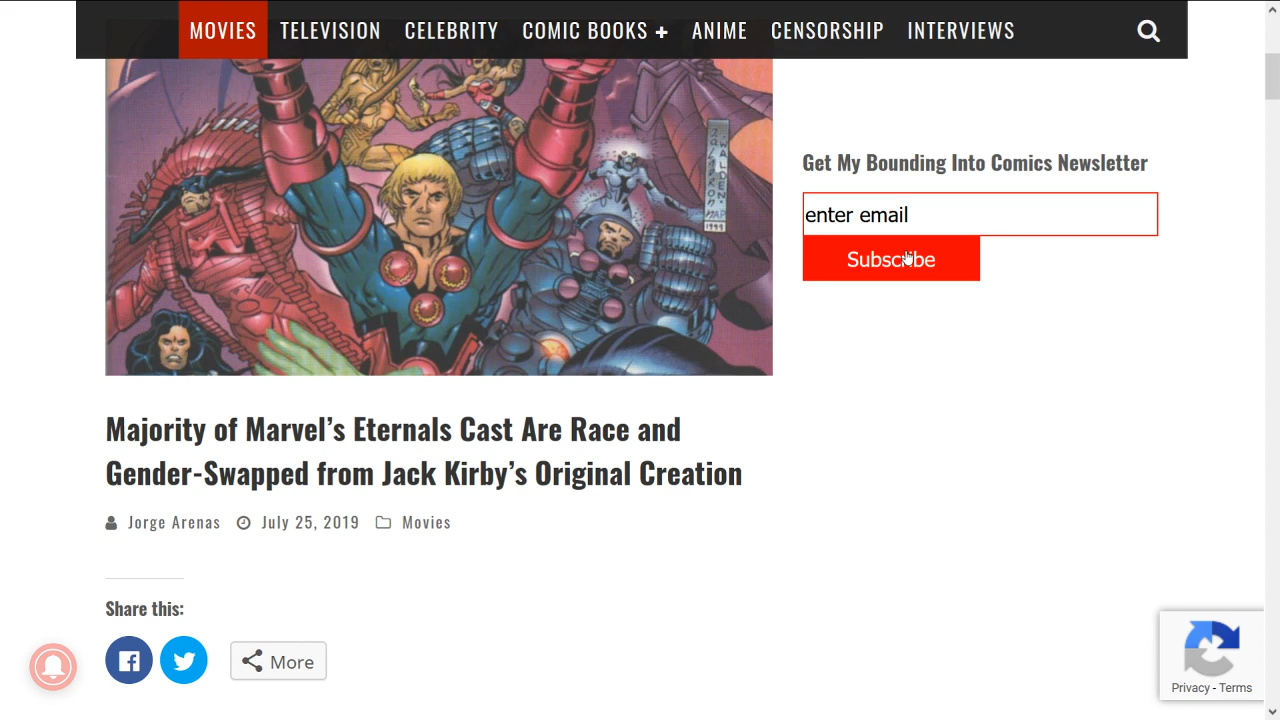 MOVIES TELEVISION CELEBRITY COMIC BOOKS + ANIME CENSORSHIP INTERVIEWS
Get My Bounding Into Comics Newsletter
enter email
Subscribe
Majority of Marvel’s Eternals Cast Are Race and
Gender-Swapped from Jack Kirby’s Original Creation
Jorge Arenas July 25, 2019 Movies
Share this:
More
Privacy - Terms